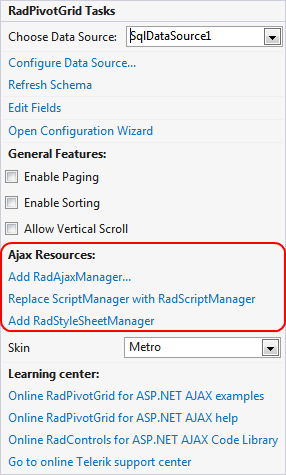 RadPivotGrid Tasks
Choose Data Source: SqlDataSource1
Configure Data Source...
Refresh Schema
Edit Fields
Open Configuration Wizard
General Features:
Enable Paging
Enable Sorting
Allow Vertical Scroll
Ajax Resources:
Add RadAjaxManager...
Replace ScriptManager with RadScriptManager
Add RadStyleSheetManager
Skin Metro
Learning center:
Online RadPivotGrid for ASP.NET AJAX examples
Online RadPivotGrid for ASP.NET AJAX help
Online RadControls for ASP.NET AJAX Code Library
Go to online Telerik support center